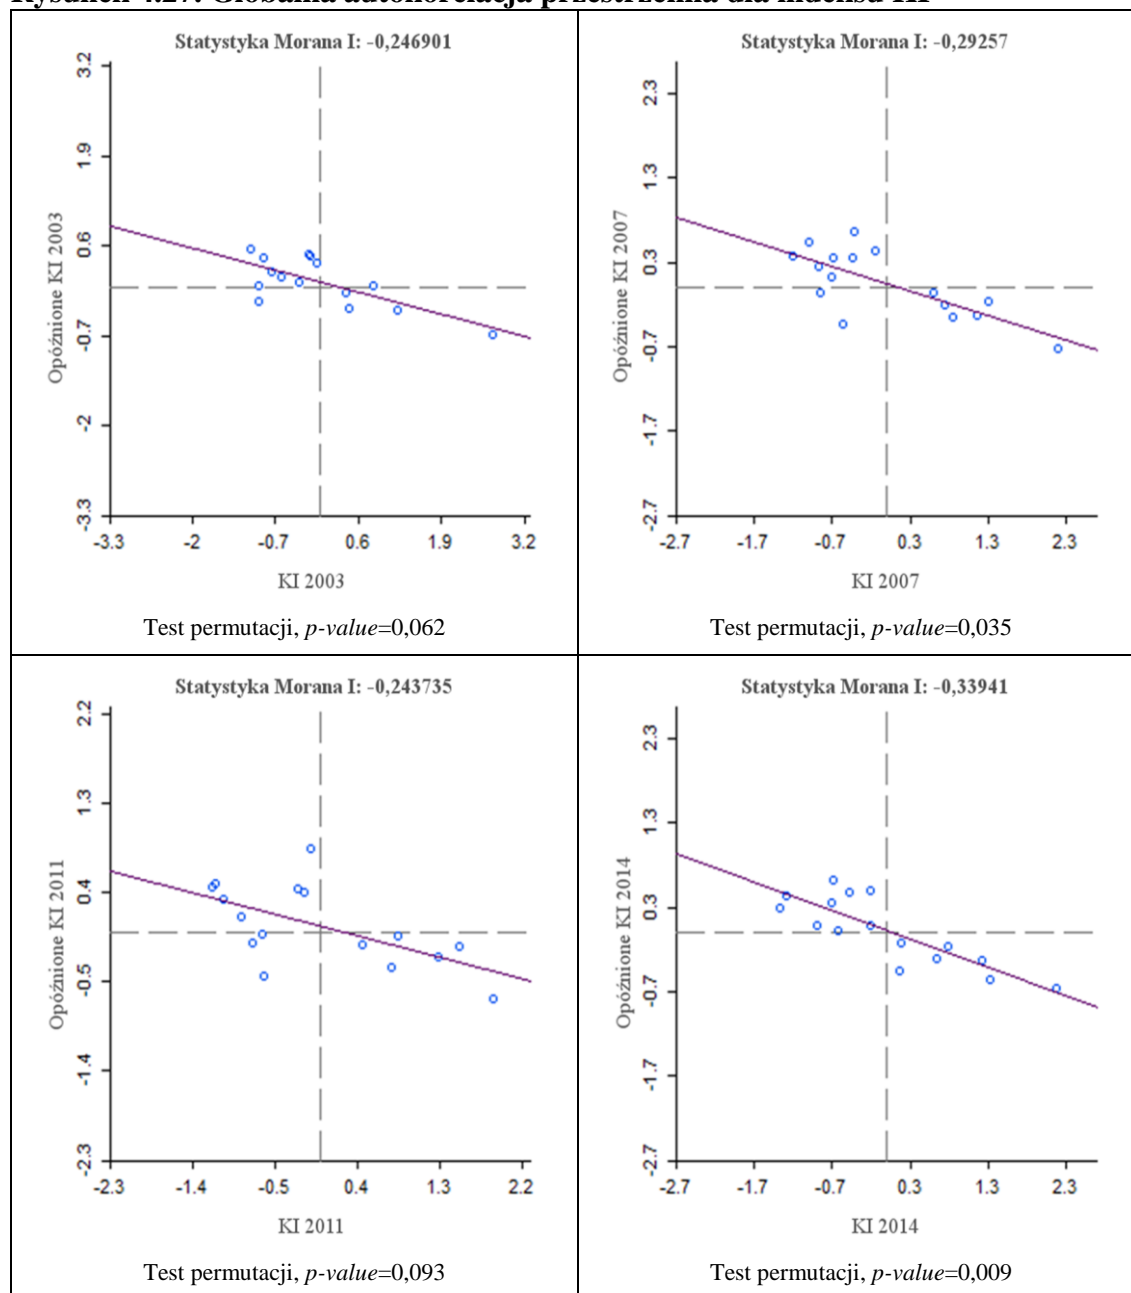 Rysunek 4.27. Globalna autokorelacja przestrzenna dla indeksu KI
Statystyka Morana I: -0,246901
3.2
1.9
0.6
-0.7
-2
-3.3
Opóźnione KI 2003
-3.3 -2 -0.7 0.6 1.9 3.2
KI 2003
Test permutacji, p-value=0,062
Statystyka Morana I: -0,29257
2.3
1.3
0.3
-0.7
-1.7
-2.7
Opóźnione KI 2007
-2.7 -1.7 -0.7 0.3 1.3 2.3
KI 2007
Test permutacji, p-value=0,035
Statystyka Morana I: -0,243735
2.2
1.3
0.4
-0.5
-1.4
-2.3
Opóźnione KI 2011
-2.3 -1.4 -0.5 0.4 1.3 2.2
KI 2011
Test permutacji, p-value=0,093
Statystyka Morana I: -0,33941
2.3
1.3
0.3
-0.7
-1.7
-2.7
Opóźnione KI 2014
-2.7 -1.7 -0.7 0.3 1.3 2.3
KI 2014
Test permutacji, p-value=0,009